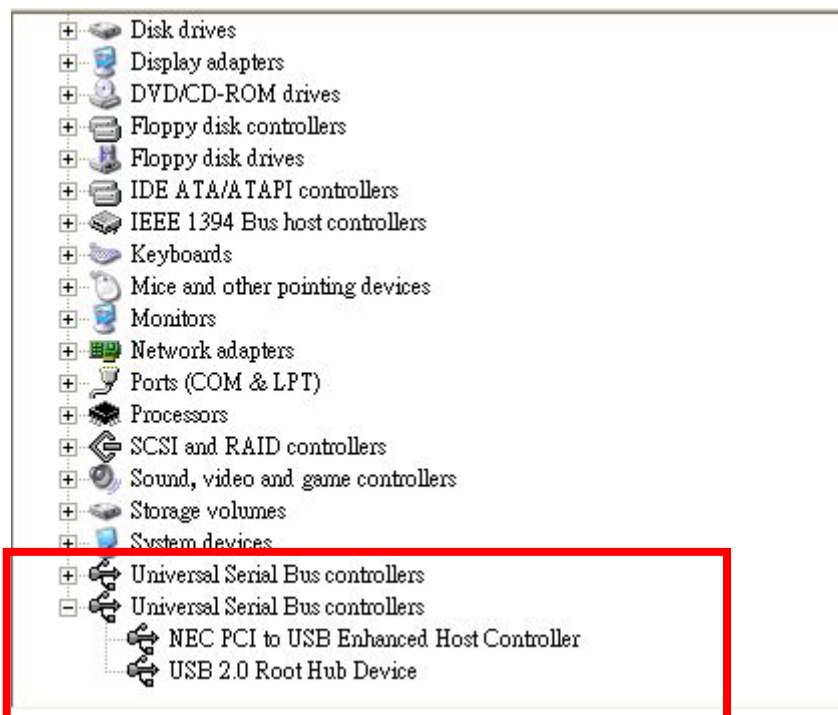 Disk drives
Display adapters
DVD/CD-ROM drives
Floppy disk controllers
Floppy disk drives
IDE ATA/ATAPI controllers
IEEE 1394 Bus host controllers
Keyboards
Mice and other pointing devices
Monitors
Network adapters
Ports (COM & LPT)
Processors
SCSI and RAID controllers
Sound, video and game controllers
Storage volumes
System devices
Universal Serial Bus controllers
Universal Serial Bus controllers
NEC PCI to USB Enhanced Host Controller
USB 2.0 Root Hub Device